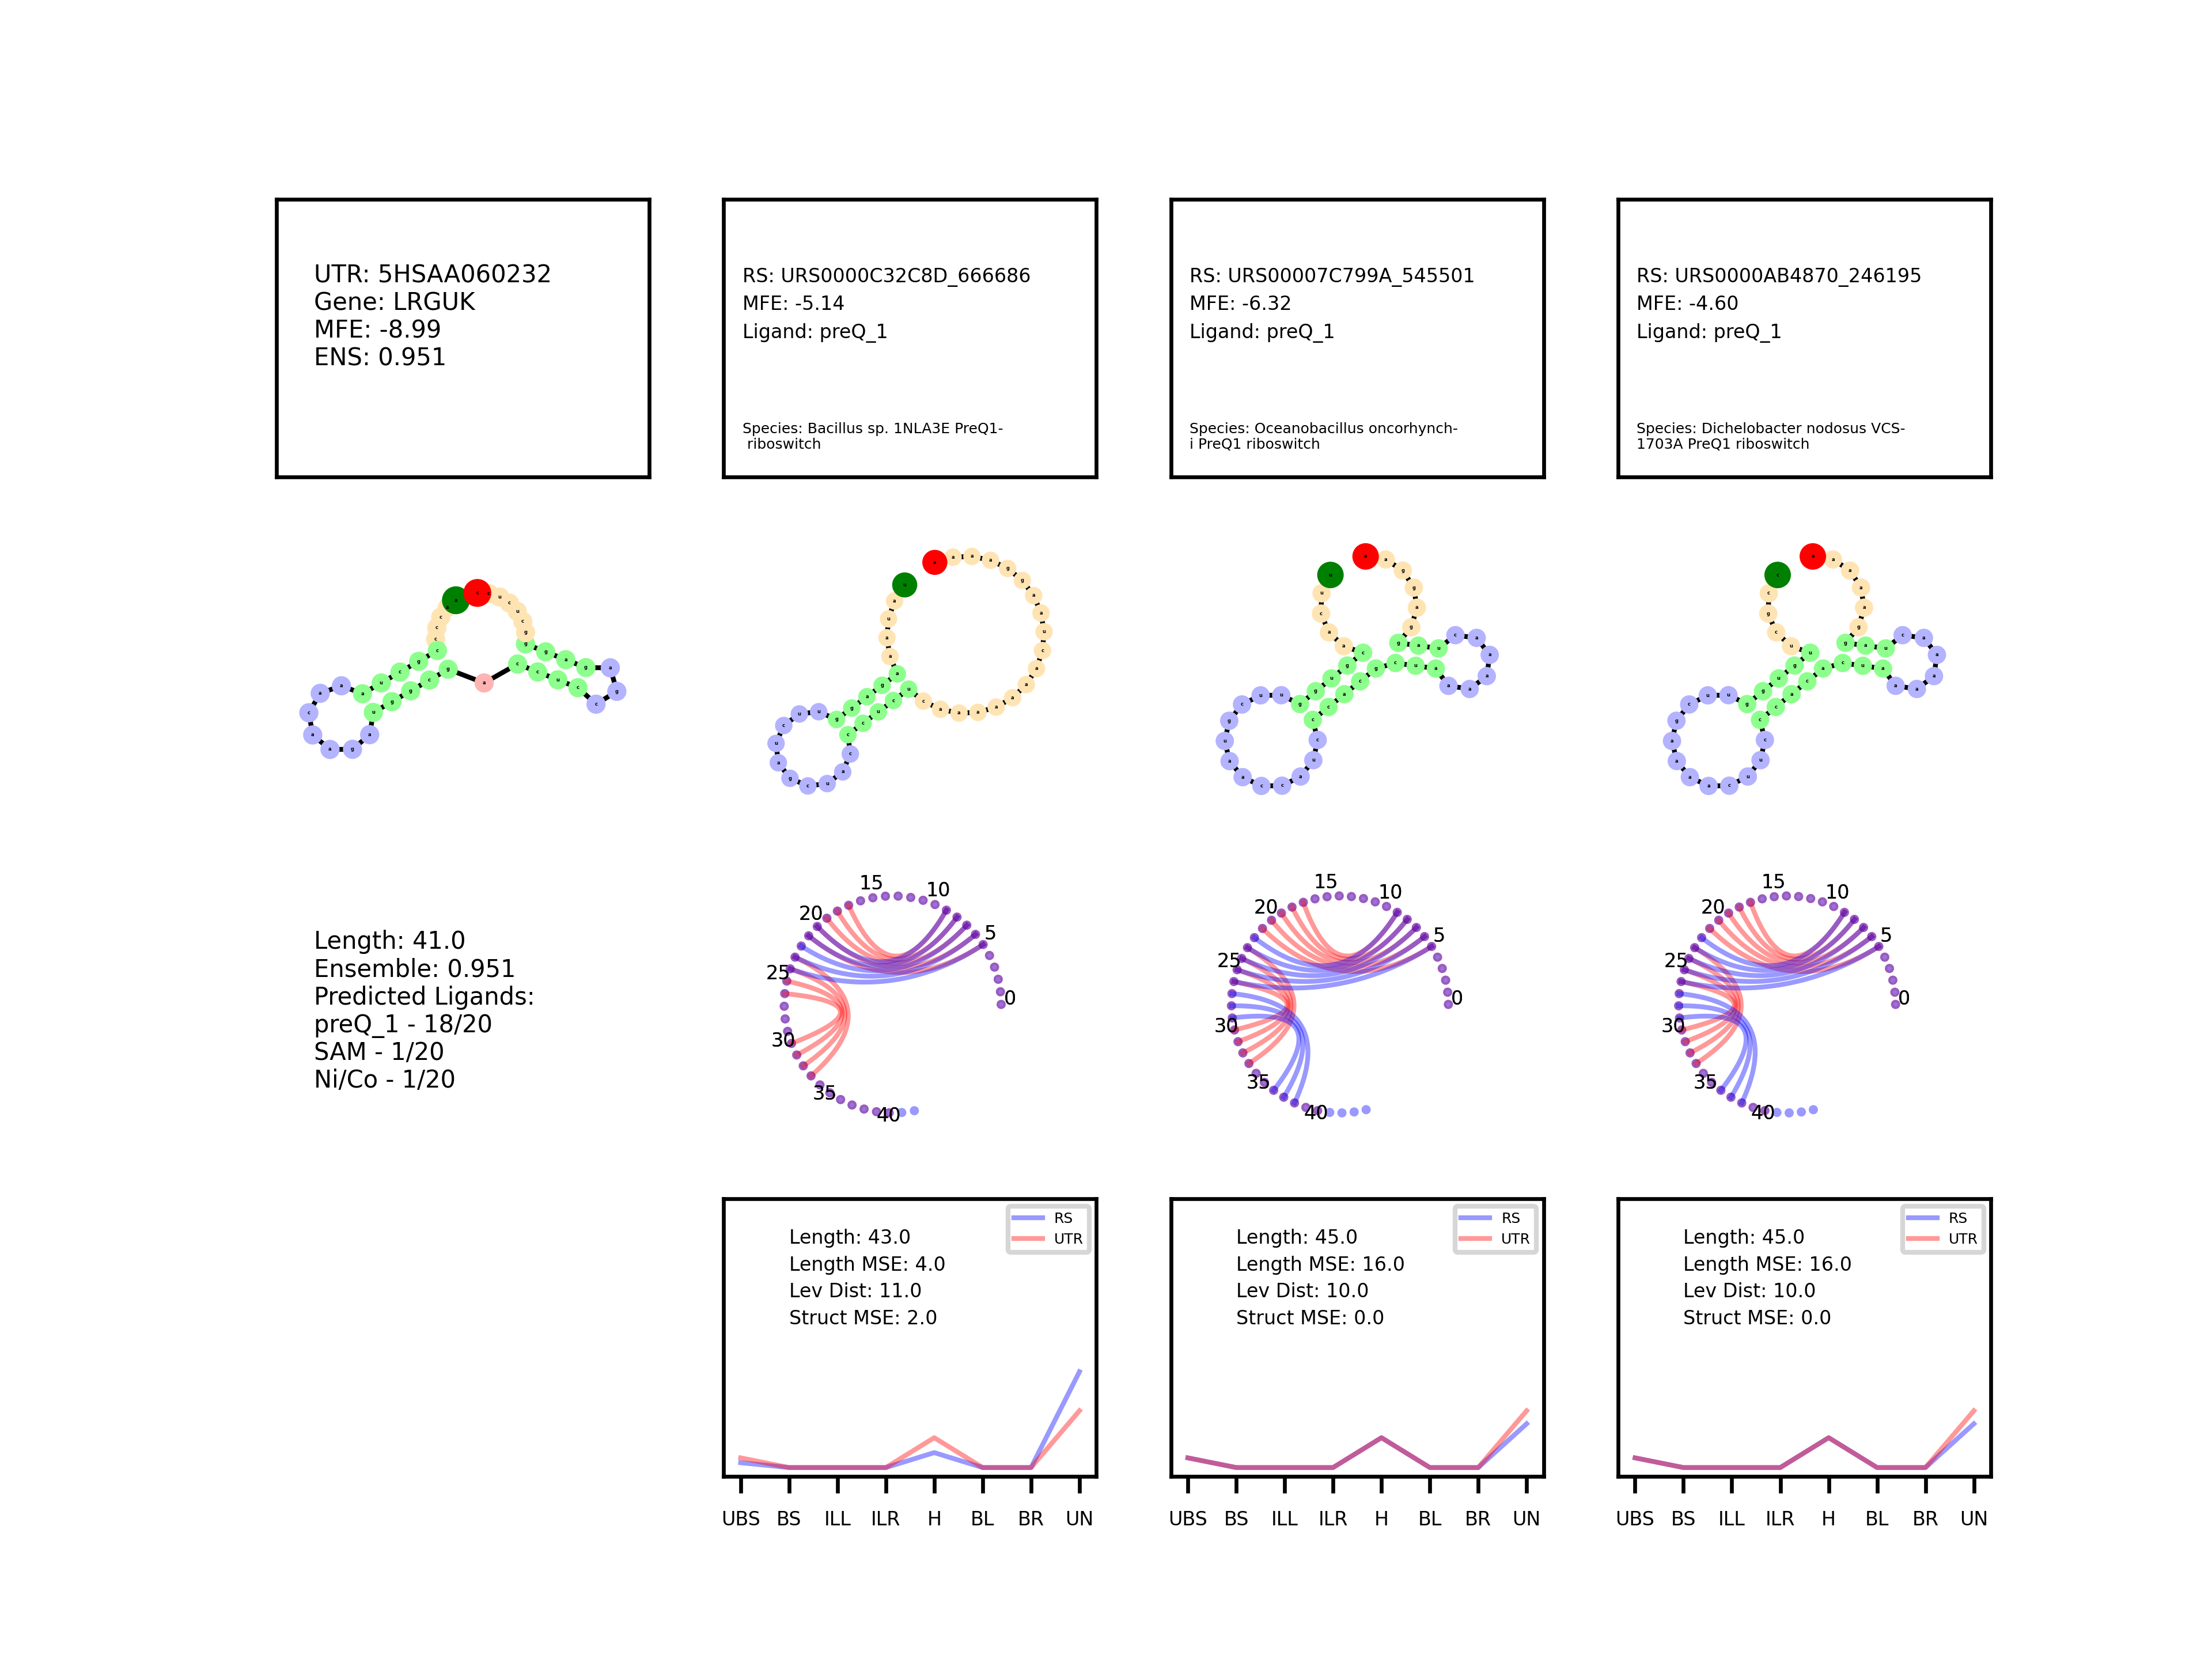 UTR: 5HSAA060232
Gene: LRGUK
MFE: -8.99
ENS: 0.951
RS: URS0000C32C8D_666686
MFE: -5.14
Ligand: preQ_1
Species: Bacillus sp. 1NLA3E PreQ1-
riboswitch
RS: URS00007C799A_545501
MFE: -6.32
Ligand: preQ_1
Species: Oceanobacillus oncorhynch-
i PreQ1 riboswitch
RS: URS0000AB4870_246195
MFE: -4.60
Ligand: preQ_1
Species: Dichelobacter nodosus VCS-
1703A PreQ1 riboswitch
Length: 41.0
Ensemble: 0.951
Predicted Ligands:
preQ_1 - 18/20
SAM - 1/20
Ni/Co - 1/20
0
5
10
15
20
25
30
35
40
0
5
10
15
20
25
30
35
40
0
5
10
15
20
25
30
35
40
RS
UTR
Length: 43.0
Length MSE: 4.0
Lev Dist: 11.0
Struct MSE: 2.0
UBS BS ILL ILR H BL BR UN
RS
UTR
Length: 45.0
Length MSE: 16.0
Lev Dist: 10.0
Struct MSE: 0.0
UBS BS ILL ILR H BL BR UN
RS
UTR
Length: 45.0
Length MSE: 16.0
Lev Dist: 10.0
Struct MSE: 0.0
UBS BS ILL ILR H BL BR UN